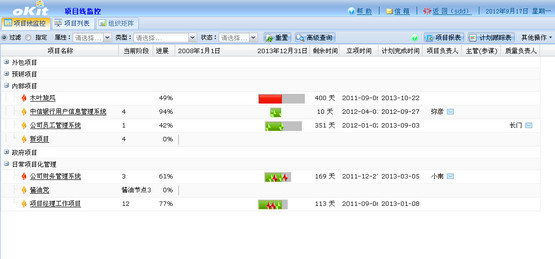 oKit 项目线监控 帮 助 信 箱 返 回 (sdd) 2012年9月17日 星期一
项目线监控 项目列表 组织矩阵
过滤 指定 属性: 请选择... 类型: 请选择... 状态: 请选择... 重置 高级查询 项目报表 计划跟踪表 其他操作
项目名称 当前阶段 进展 2008年1月1日 2013年12月31日 剩余时间 立项时间 计划完成时间 项目负责人 主管(参谋) 质量负责人
外包项目
预研项目
内部项目
木叶旋风 49% 400 天 2011-09-0 2013-10-22
中信银行用户信息管理系统 4 94% 10 天 2012-04-0 2012-09-27 弥彦
公司员工管理系统 1 42% 351 天 2012-01-0 2013-09-03 长门
新项目 4 0%
政府项目
日常项目化管理
公司财务管理系统 3 61% 169 天 2011-12-2 2013-03-05 小南
酱油党 酱油节点3 0%
项目经理工作项目 12 77% 113 天 2011-09-0 2013-01-08